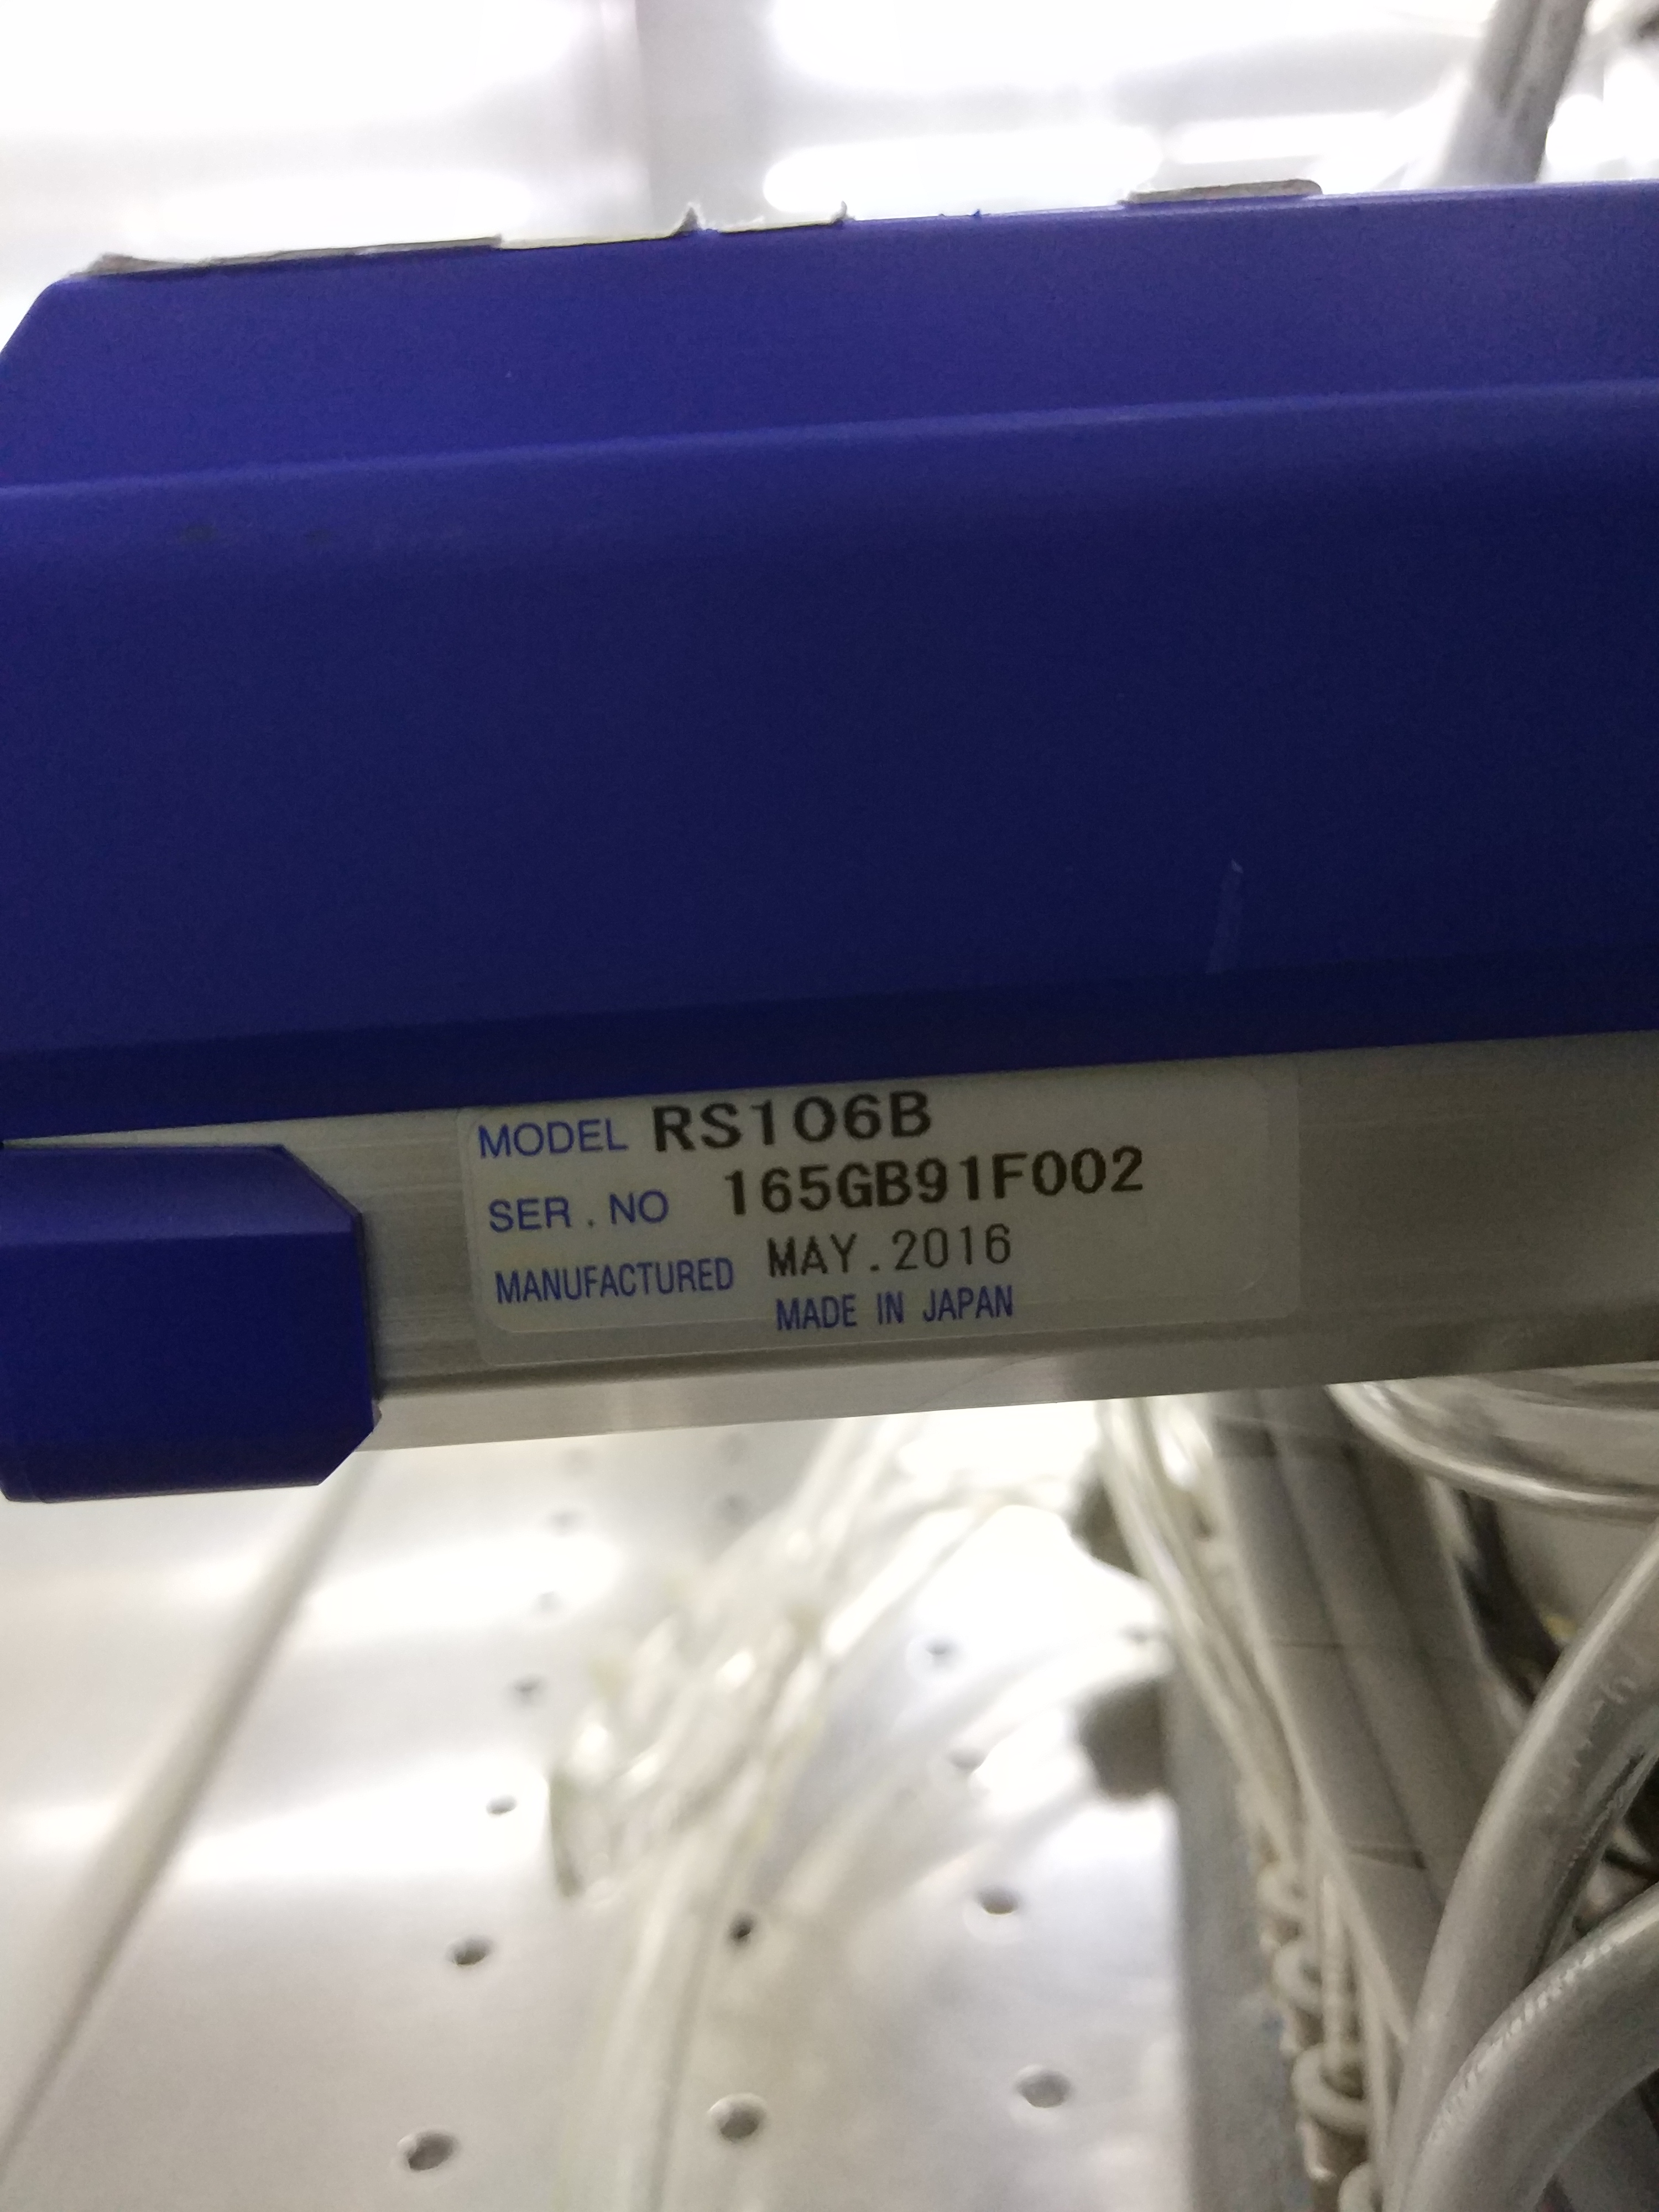 MODEL RS106B
SER. NO 165GB91F002
MANUFACTURED MAY.2016
MADE IN JAPAN